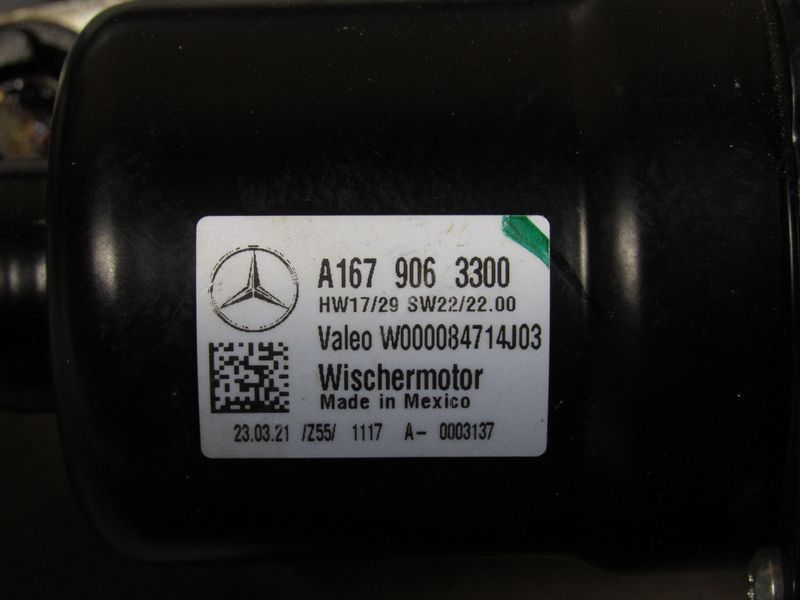 A167 906 3300
HW17/29 SW22/22.00
Valeo W000084714J03
Wischermotor
Made in Mexico
23.03.21 /Z55/ 1117 A- 0003137